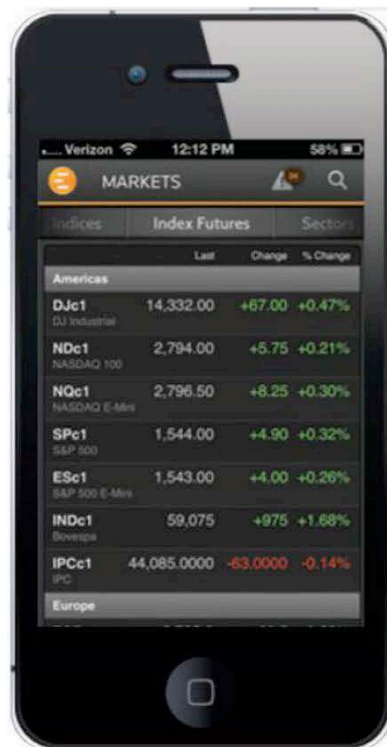 Verizon 12:12 PM 58%
MARKETS
Indices Index Futures Sectors
Last Change % Change
Americas
DJc1 14,332.00 +67.00 +0.47%
DJ Industrial
NDc1 2,794.00 +5.75 +0.21%
NASDAQ 100
NQc1 2,796.50 +8.25 +0.30%
NASDAQ E-Mini
SPc1 1,544.00 +4.90 +0.32%
S&P 500
ESc1 1,543.00 +4.00 +0.26%
S&P 500 E-Mini
INDc1 59,075 +975 +1.68%
Bovespa
IPCc1 44,085.0000 -63.0000 -0.14%
IPC
Europe